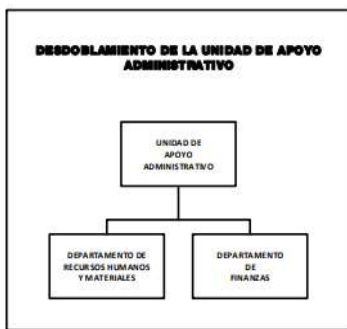 DESDOBLAMIENTO DE LA UNIDAD DE APOYO
ADMINISTRATIVO
UNIDAD DE
APOYO
ADMINISTRATIVO
DEPARTAMENTO DE
RECURSOS HUMANOS
Y MATERIALES
DEPARTAMENTO
DE
FINANZAS